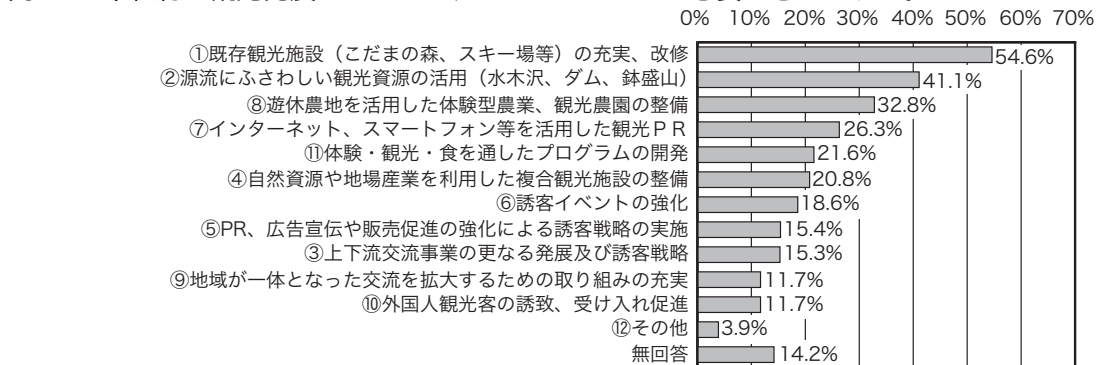 0% 10% 20% 30% 40% 50% 60% 70%
①既存観光施設（こだまの森、スキー場等）の充実、改修 54.6%
②源流にふさわしい観光資源の活用（水木沢、ダム、鉢盛山） 41.1%
⑧遊休農地を活用した体験型農業、観光農園の整備 32.8%
⑦インターネット、スマートフォン等を活用した観光ＰＲ 26.3%
⑪体験・観光・食を通したプログラムの開発 21.6%
④自然資源や地場産業を利用した複合観光施設の整備 20.8%
⑥誘客イベントの強化 18.6%
⑤PR、広告宣伝や販売促進の強化による誘客戦略の実施 15.4%
③上下流交流事業の更なる発展及び誘客戦略 15.3%
⑨地域が一体となった交流を拡大するための取り組みの充実 11.7%
⑩外国人観光客の誘致、受け入れ促進 11.7%
⑫その他 3.9%
無回答 14.2%